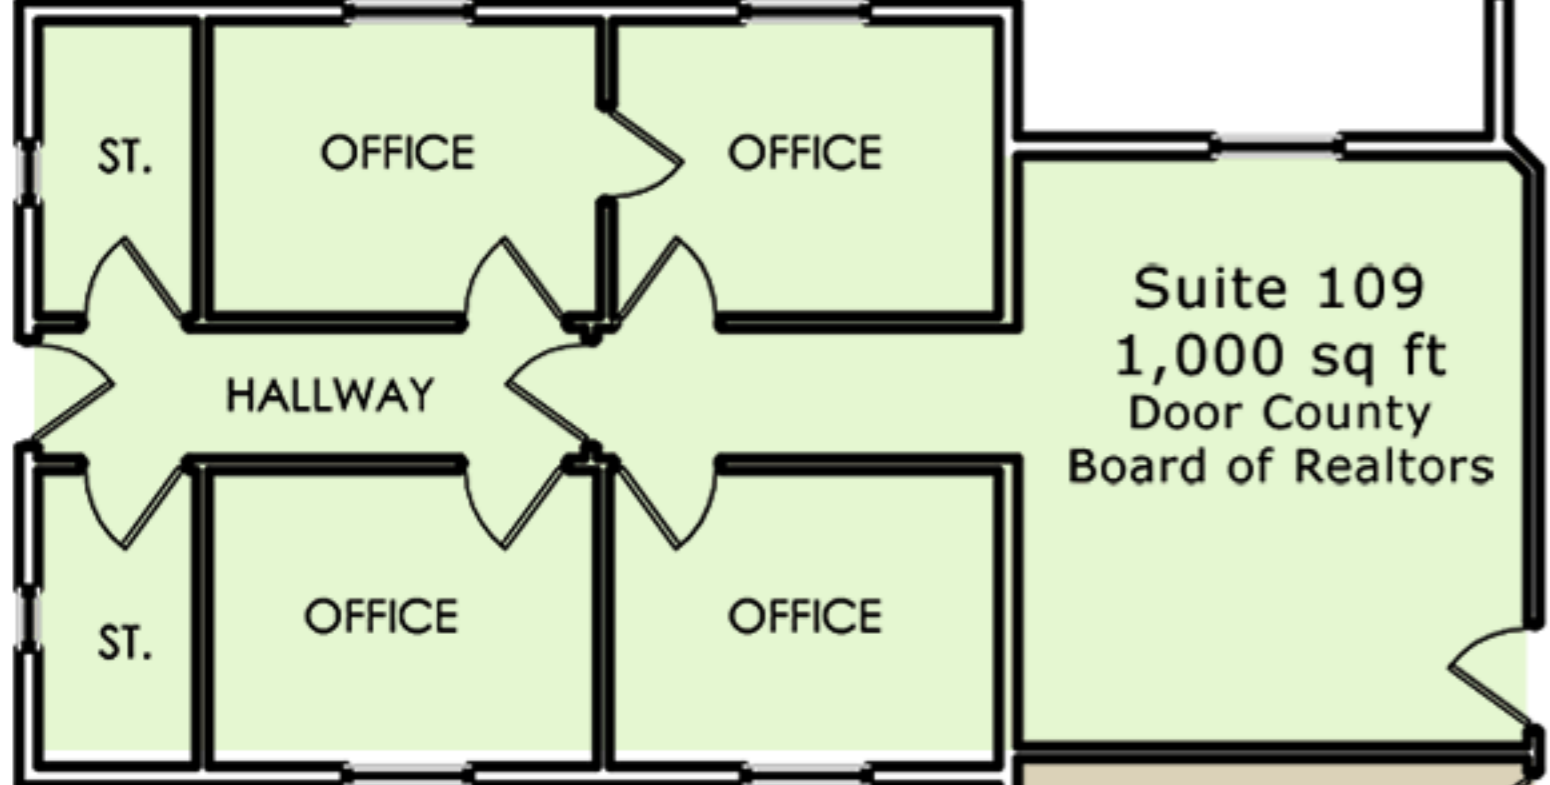 ST.
OFFICE
OFFICE
Suite 109
1,000 sq ft
Door County
Board of Realtors
HALLWAY
ST.
OFFICE
OFFICE